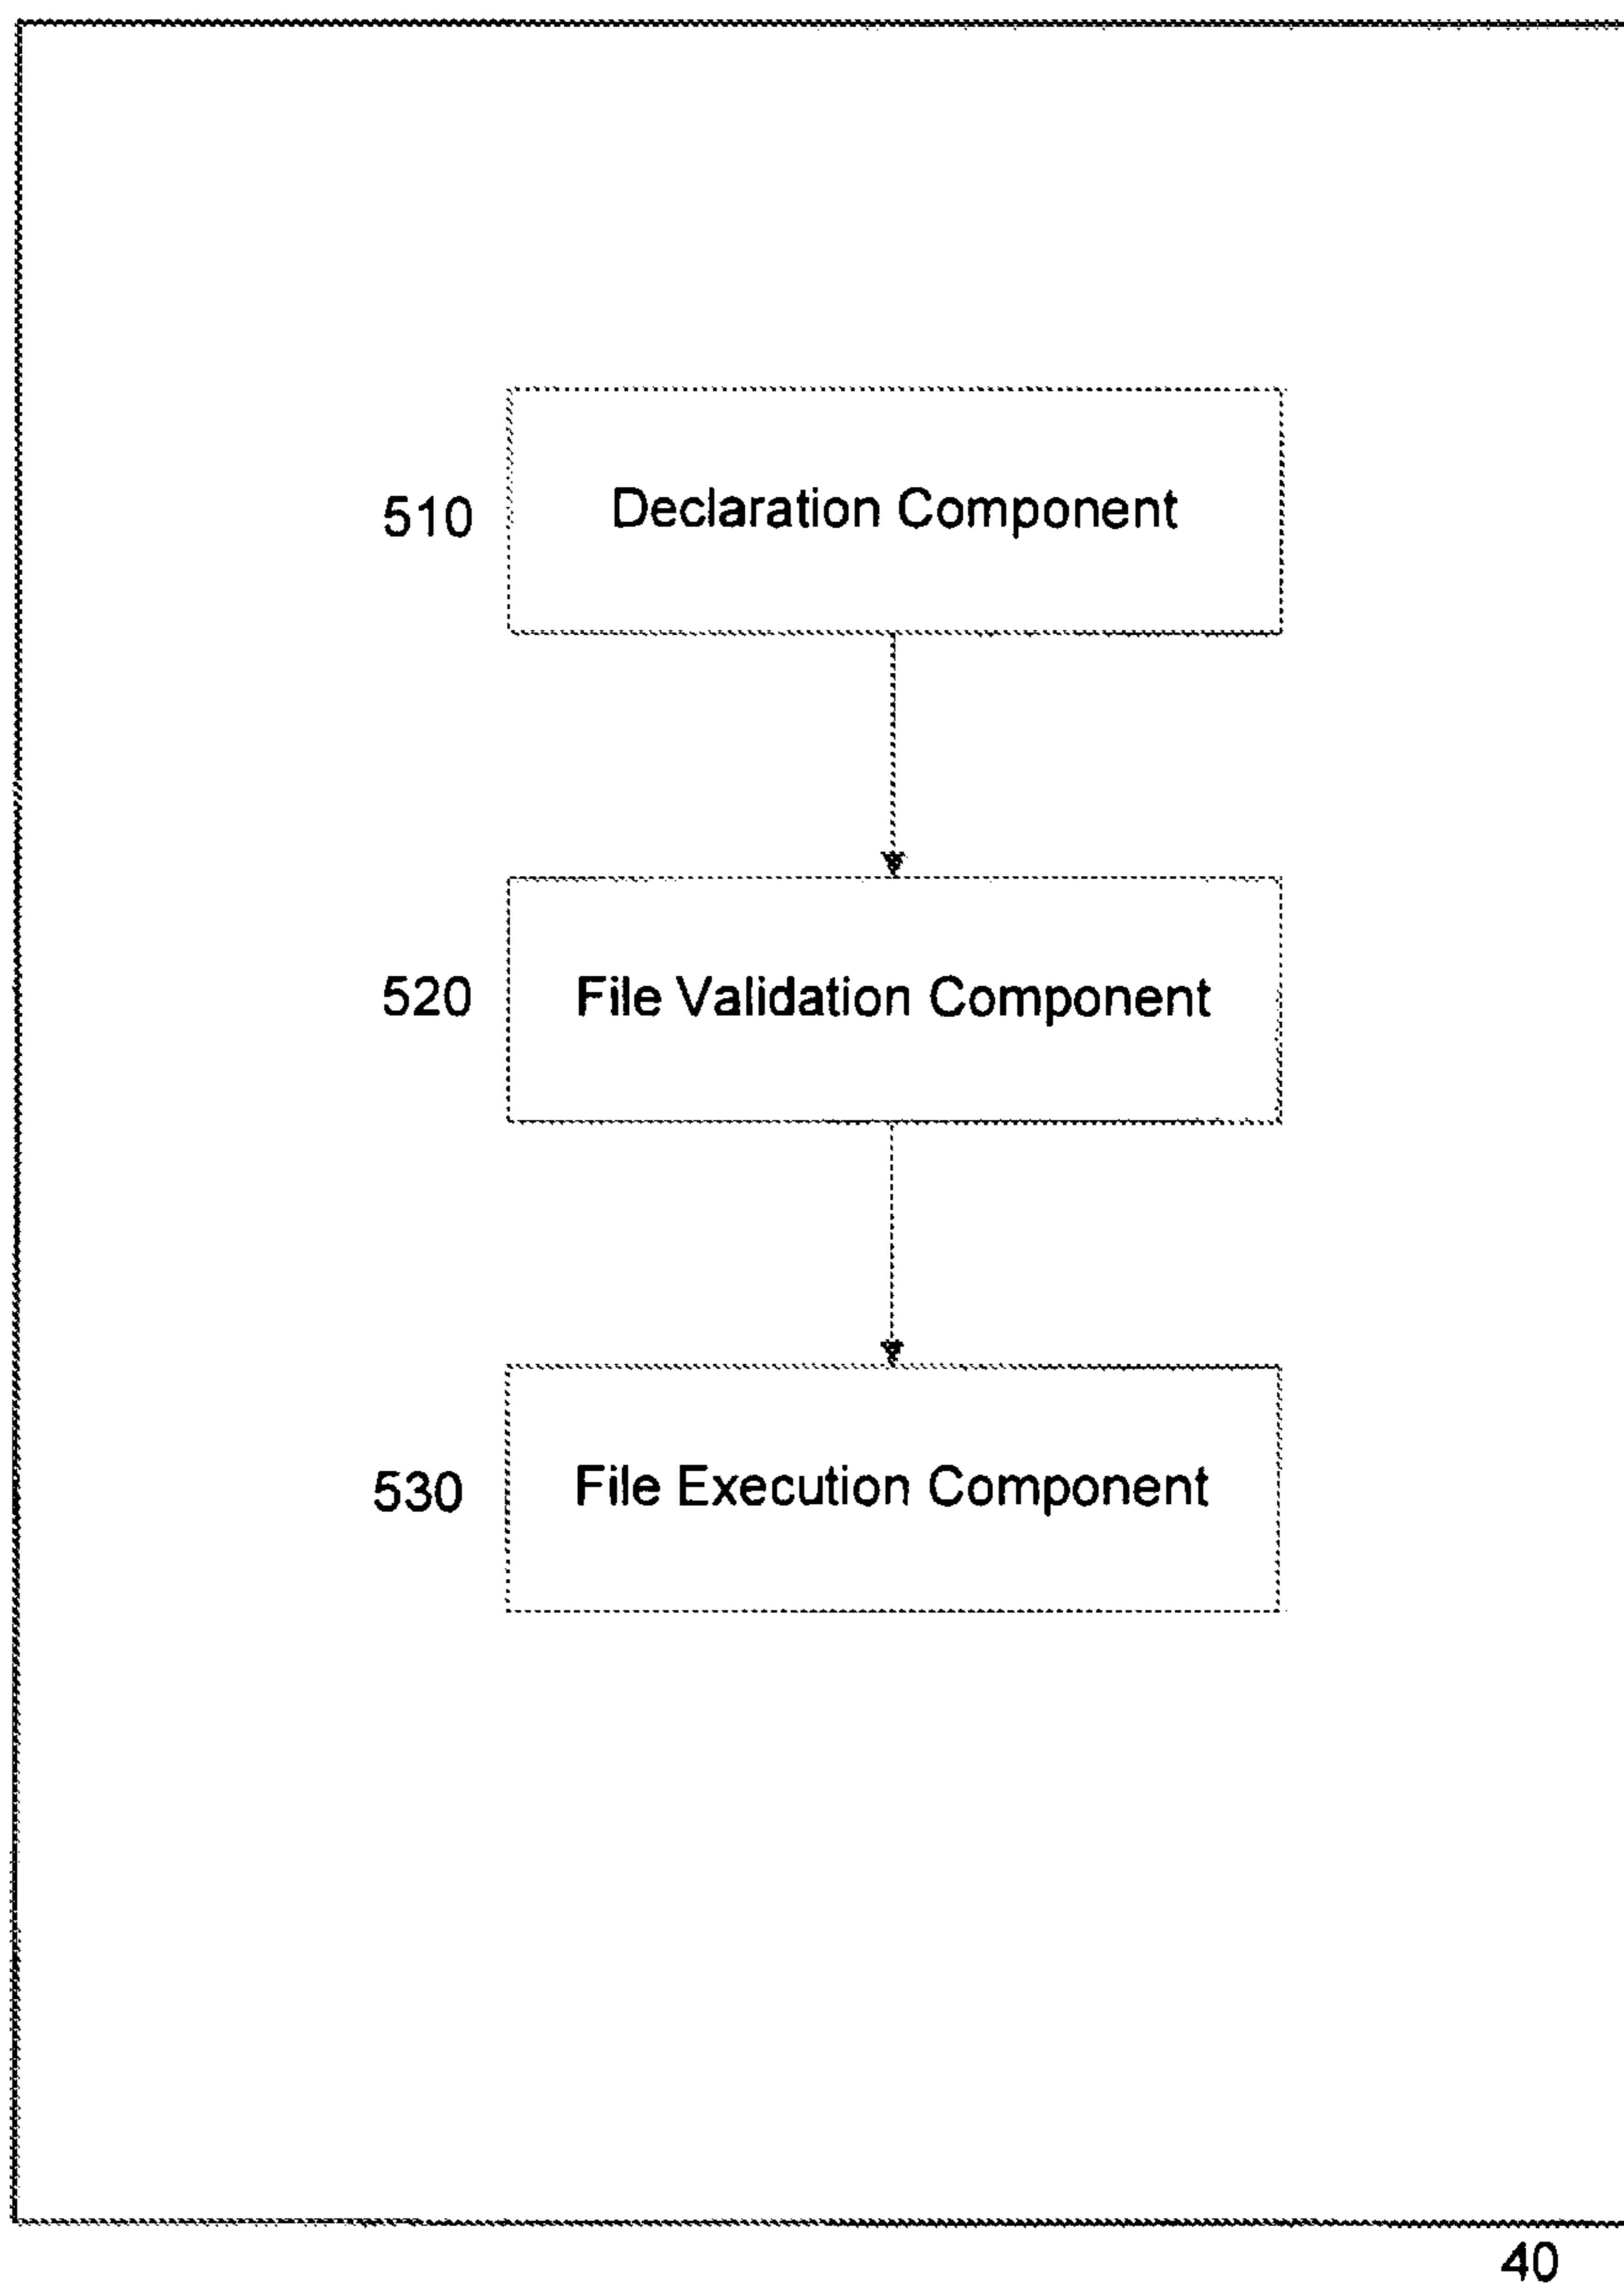 510 Declaration Component
520 File Validation Component
530 File Execution Component
40